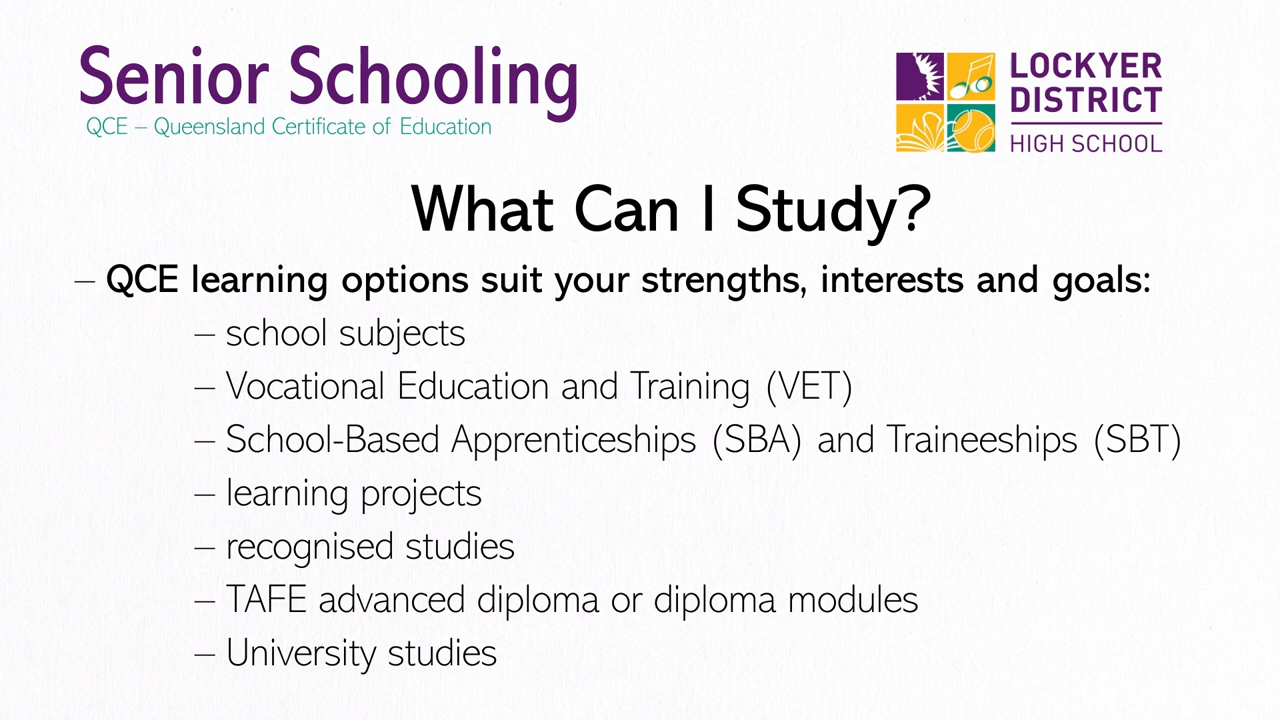 Senior Schooling
QCE – Queensland Certificate of Education
LOCKYER
DISTRICT
HIGH SCHOOL
What Can I Study?
– QCE learning options suit your strengths, interests and goals:
– school subjects
– Vocational Education and Training (VET)
– School-Based Apprenticeships (SBA) and Traineeships (SBT)
– learning projects
– recognised studies
– TAFE advanced diploma or diploma modules
– University studies